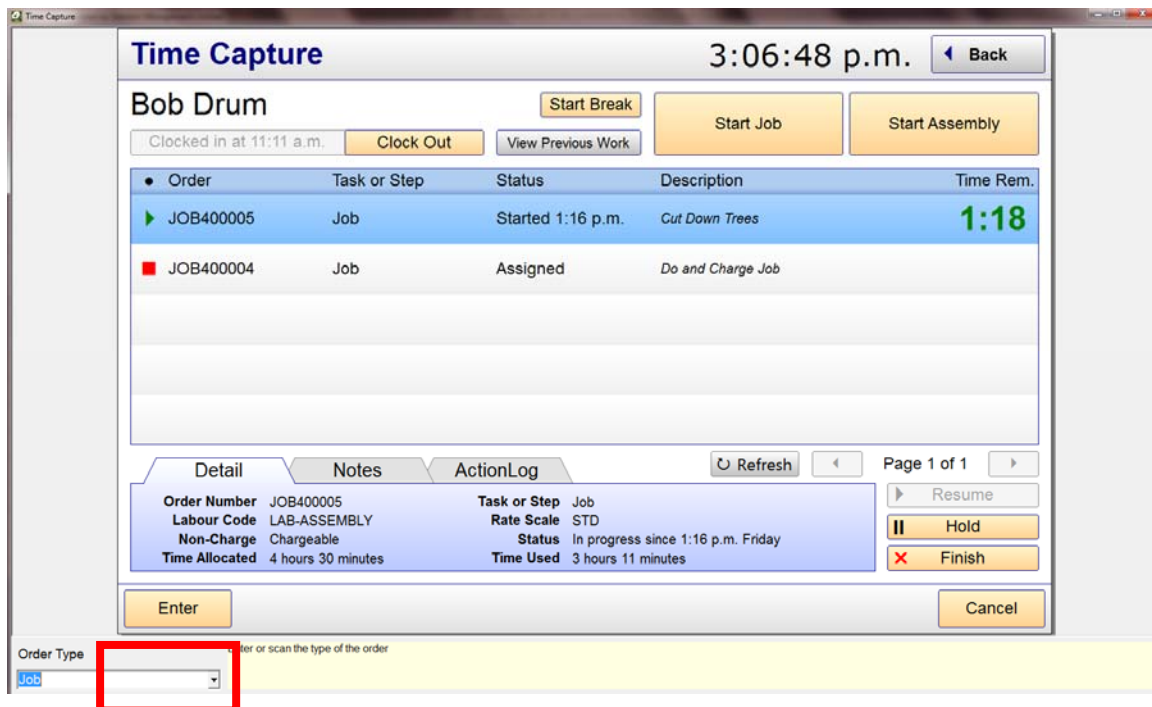 Time Capture
Time Capture 3:06:48 p.m. Back
Bob Drum Start Break Start Job Start Assembly
Clocked in at 11:11 a.m. Clock Out View Previous Work
Order Task or Step Status Description Time Rem.
JOB400005 Job Started 1:16 p.m. Cut Down Trees 1:18
JOB400004 Job Assigned Do and Charge Job
Detail Notes ActionLog Refresh Page 1 of 1
Order Number JOB400005 Task or Step Job Resume
Labour Code LAB-ASSEMBLY Rate Scale STD
Non-Charge Chargeable Status In progress since 1:16 p.m. Friday Hold
Time Allocated 4 hours 30 minutes Time Used 3 hours 11 minutes Finish
Enter Cancel
Order Type or scan the type of the order
Job